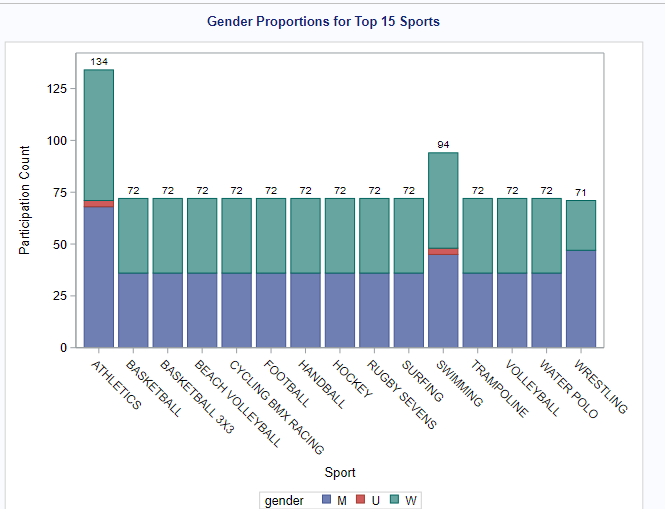 Gender Proportions for Top 15 Sports
134
125
100
94
75
72 72 72 72 72 72 72 72 72 72 72 72 71
50
25
0
Participation Count
ATHLETICS
BASKETBALL
BASKETBALL 3X3
BEACH VOLLEYBALL
CYCLING BMX RACING
FOOTBALL
HANDBALL
HOCKEY
RUGBY SEVENS
SURFING
SWIMMING
TRAMPOLINE
VOLLEYBALL
WATER POLO
WRESTLING
Sport
gender M U W